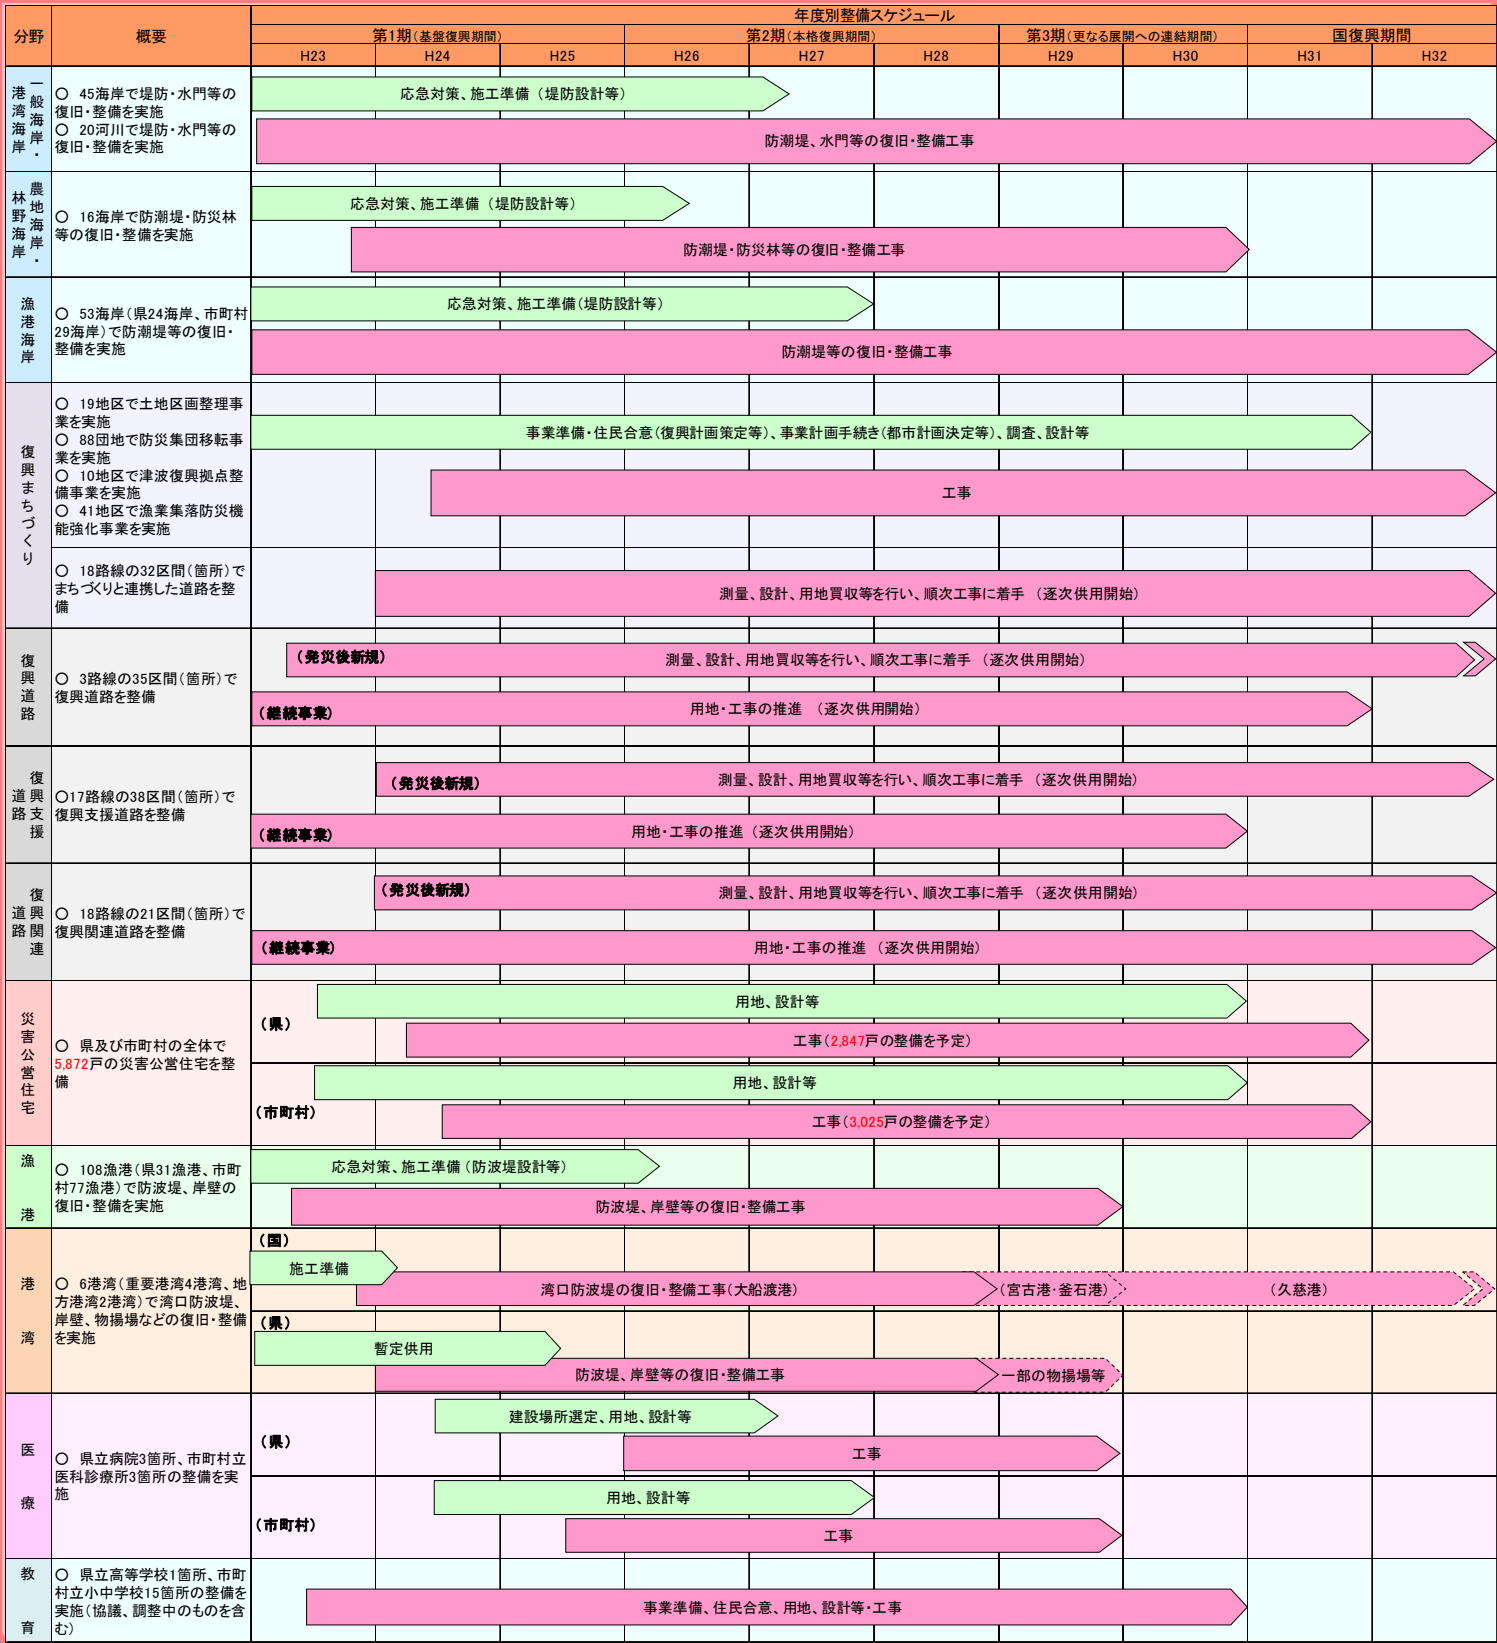 分野
概要
年度別整備スケジュール
第1期（基盤復興期間）
第2期（本格復興期間）
第3期（更なる展開への連結期間）
国復興期間
H23
H24
H25
H26
H27
H28
H29
H30
H31
H32
一般海岸・
港湾海岸
○　45海岸で堤防・水門等の
復旧・整備を実施
○　20河川で堤防・水門等の
復旧・整備を実施
応急対策、施工準備（堤防設計等）
防潮堤、水門等の復旧・整備工事
農地海岸・
林野海岸
○　16海岸で防潮堤・防災林
等の復旧・整備を実施
応急対策、施工準備（堤防設計等）
防潮堤・防災林等の復旧・整備工事
漁港海岸
○　53海岸（県24海岸、市町村
29海岸）で防潮堤等の復旧・
整備を実施
応急対策、施工準備（堤防設計等）
防潮堤等の復旧・整備工事
復興まちづくり
○　19地区で土地区画整理事
業を実施
○　88団地で防災集団移転事
業を実施
○　10地区で津波復興拠点整
備事業を実施
○　41地区で漁業集落防災機
能強化事業を実施
事業準備・住民合意（復興計画策定等）、事業計画手続き（都市計画決定等）、調査、設計等
工事
○　18路線の32区間（箇所）で
まちづくりと連携した道路を整
備
測量、設計、用地買収等を行い、順次工事に着手　（逐次供用開始）
復興道路
○　3路線の35区間（箇所）で
復興道路を整備
（発災後新規）
測量、設計、用地買収等を行い、順次工事に着手　（逐次供用開始）
（継続事業）
用地・工事の推進　（逐次供用開始）
復興支援
道路
○17路線の38区間（箇所）で
復興支援道路を整備
（発災後新規）
測量、設計、用地買収等を行い、順次工事に着手　（逐次供用開始）
（継続事業）
用地・工事の推進　（逐次供用開始）
復興関連
道路
○　18路線の21区間（箇所）で
復興関連道路を整備
（発災後新規）
測量、設計、用地買収等を行い、順次工事に着手　（逐次供用開始）
（継続事業）
用地・工事の推進　（逐次供用開始）
災害公営住宅
○　県及び市町村の全体で
5,872戸の災害公営住宅を整
備
（県）
用地、設計等
工事（2,847戸の整備を予定）
（市町村）
用地、設計等
工事（3,025戸の整備を予定）
漁港
○　108漁港（県31漁港、市町
村77漁港）で防波堤、岸壁の
復旧・整備を実施
応急対策、施工準備（防波堤設計等）
防波堤、岸壁等の復旧・整備工事
港湾
○　6港湾（重要港湾4港湾、地
方港湾2港湾）で湾口防波堤、
岸壁、物揚場などの復旧・整備
を実施
（国）
施工準備
湾口防波堤の復旧・整備工事（大船渡港）
（宮古港・釜石港）
（久慈港）
（県）
暫定供用
防波堤、岸壁等の復旧・整備工事
一部の物揚場等
医療
○　県立病院3箇所、市町村立
医科診療所3箇所の整備を実
施
（県）
建設場所選定、用地、設計等
工事
（市町村）
用地、設計等
工事
教育
○　県立高等学校1箇所、市町
村立小中学校15箇所の整備を
実施（協議、調整中のものを含
む）
事業準備、住民合意、用地、設計等・工事